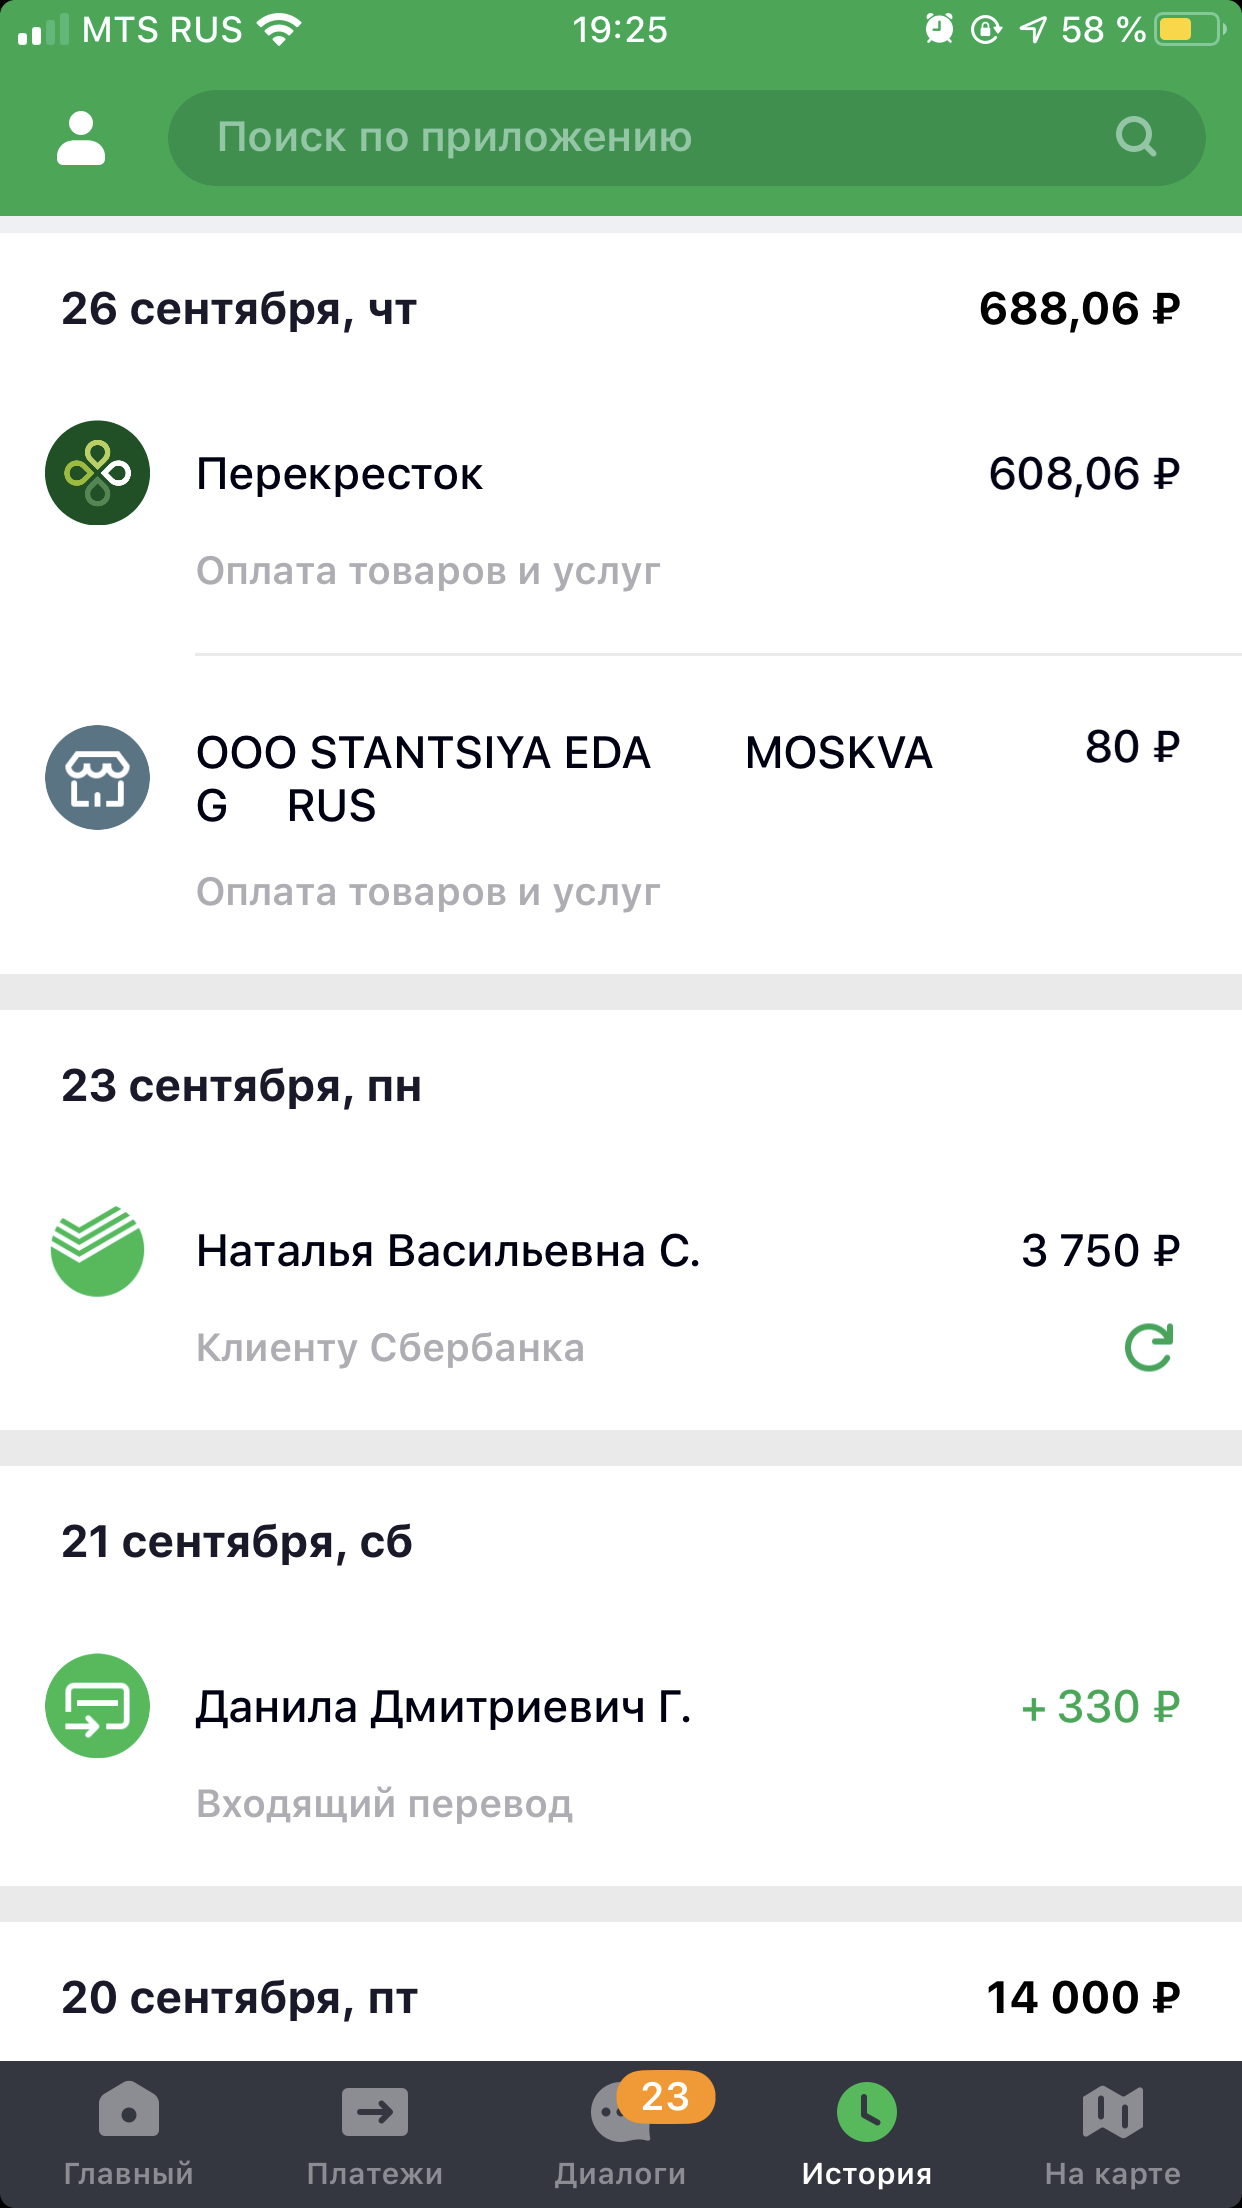 MTS RUS 19:25 58 %
Поиск по приложению
26 сентября, чт 688,06 ₽
Перекресток 608,06 ₽
Оплата товаров и услуг
OOO STANTSIYA EDA MOSKVA 80 ₽
G RUS
Оплата товаров и услуг
23 сентября, пн
Наталья Васильевна С. 3 750 ₽
Клиенту Сбербанка
21 сентября, сб
Данила Дмитриевич Г. + 330 ₽
Входящий перевод
20 сентября, пт 14 000 ₽
23
Главный Платежи Диалоги История На карте